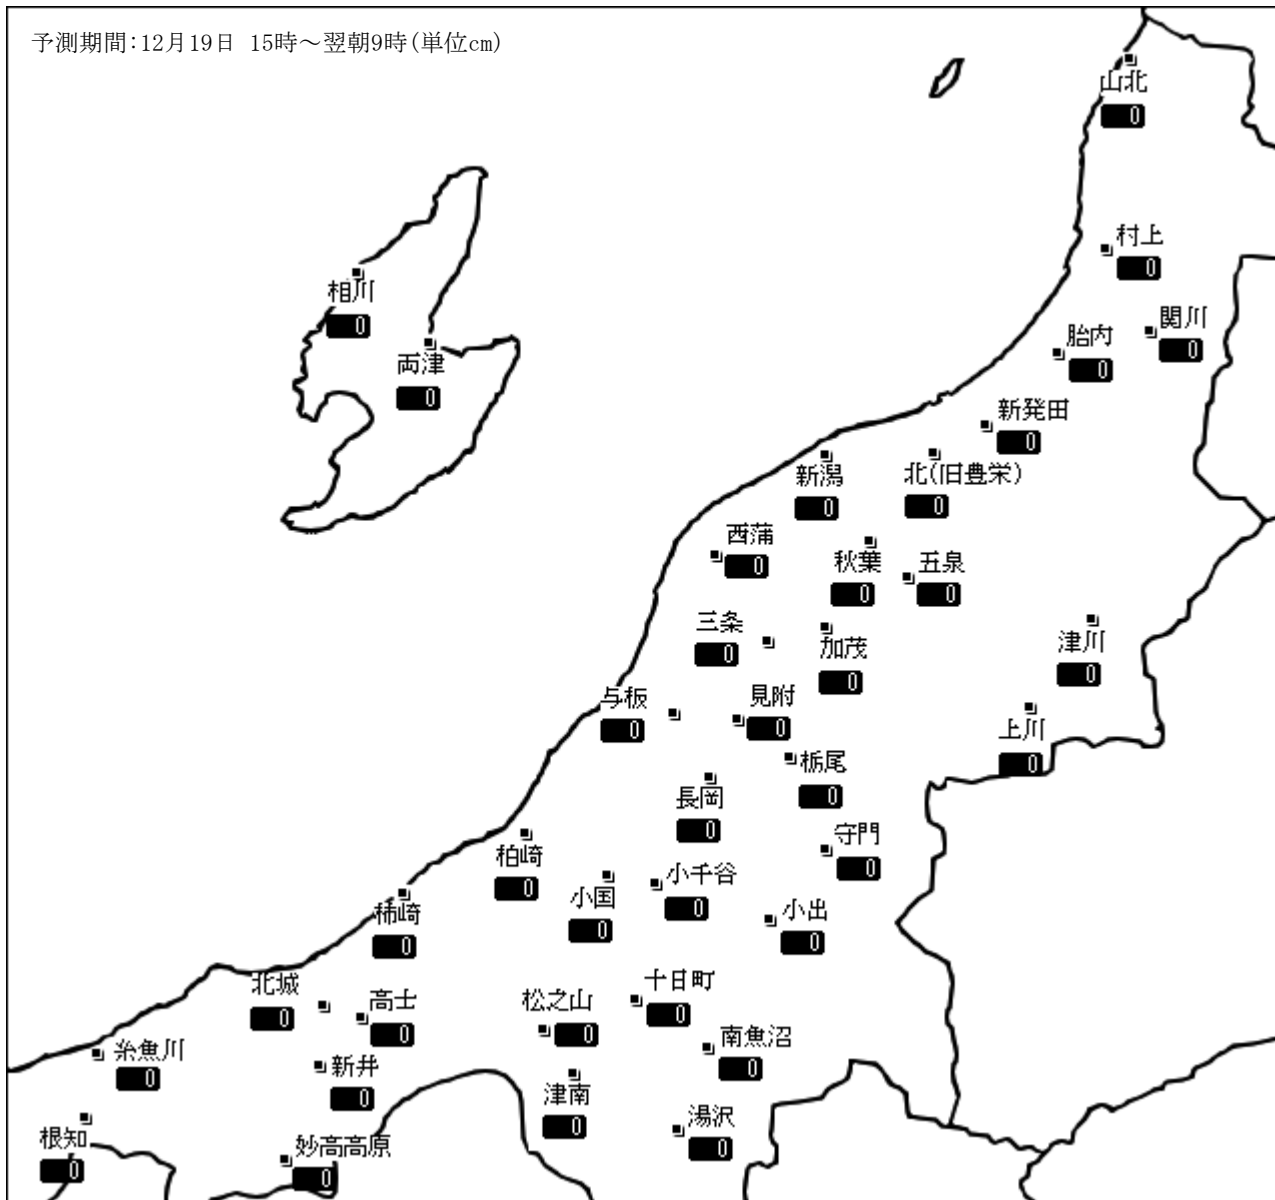 予測期間:12月19日 15時～翌朝9時(単位cm)
山北
0
村上
0
相川
0
関川
0
胎内
0
両津
0
新発田
0
新潟
0
北(旧豊栄)
0
西蒲
0
秋葉
0
五泉
0
三条
0
加茂
0
津川
0
与板
0
見附
0
上川
0
栃尾
0
長岡
0
守門
0
柏崎
0
小千谷
0
小国
0
小出
0
柿崎
0
北城
0
高士
0
松之山
0
十日町
0
南魚沼
0
糸魚川
0
新井
0
津南
0
湯沢
0
根知
0
妙高高原
0